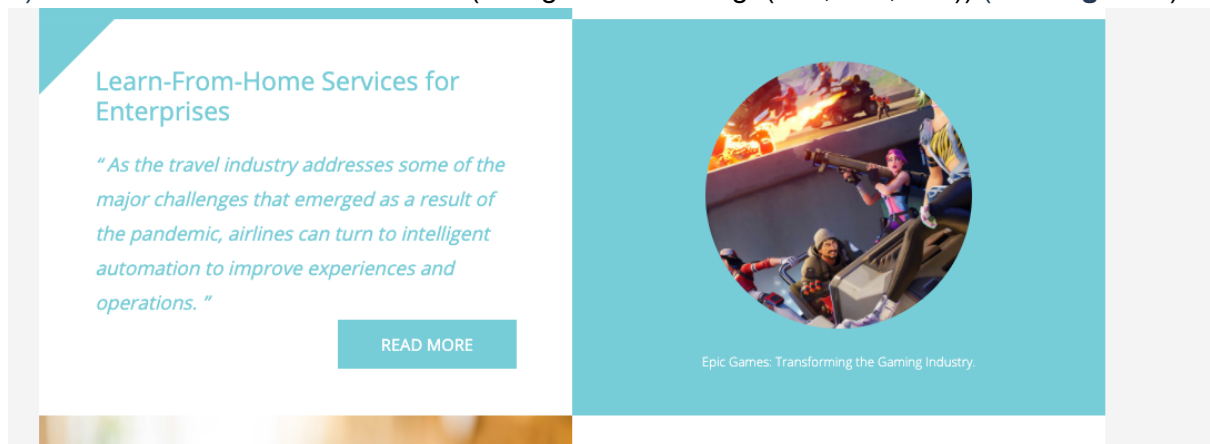 Learn-From-Home Services for
Enterprises
“ As the travel industry addresses some of the
major challenges that emerged as a result of
the pandemic, airlines can turn to intelligent
automation to improve experiences and
operations. ”
READ MORE
Epic Games: Transforming the Gaming Industry.